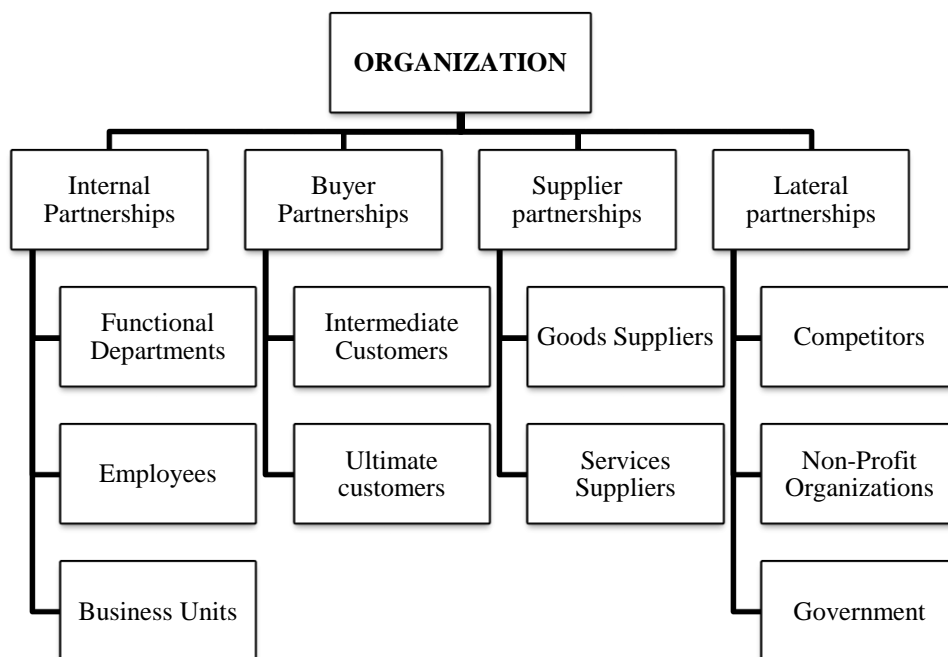 ORGANIZATION
Internal
Partnerships
Buyer
Partnerships
Supplier
partnerships
Lateral
partnerships
Functional
Departments
Intermediate
Customers
Goods Suppliers
Competitors
Employees
Ultimate
customers
Services
Suppliers
Non-Profit
Organizations
Business Units
Government